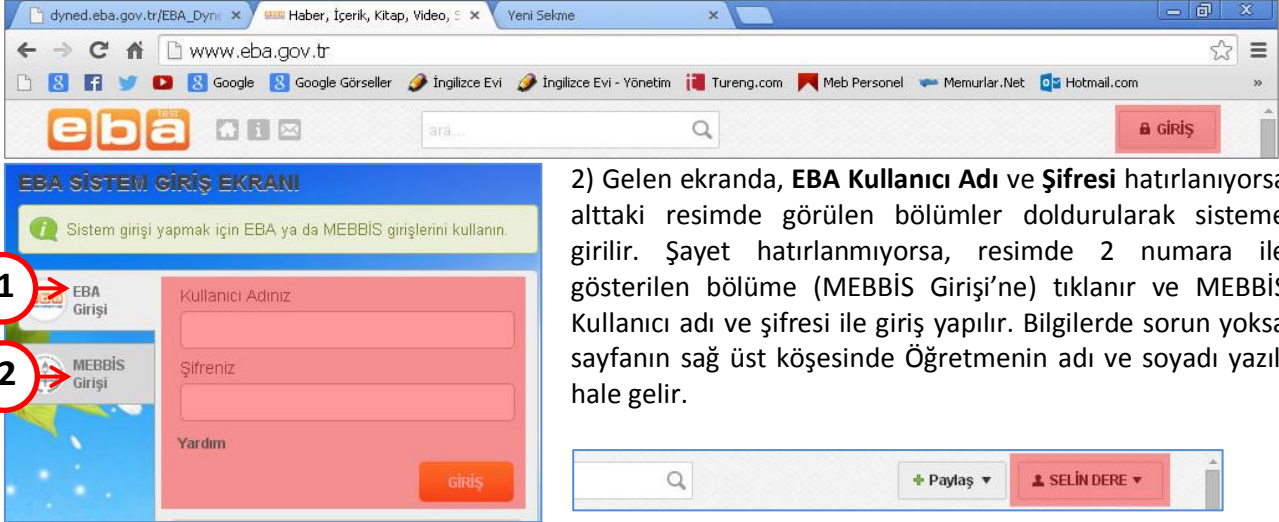 dyned.eba.gov.tr/EBA_Dyne
Haber, İçerik, Kitap, Video, S
Yeni Sekme
www.eba.gov.tr
Google
Google Görseller
İngilizce Evi
İngilizce Evi - Yönetim
Tureng.com
Meb Personel
Memurlar.Net
Hotmail.com
»
eba
test
ara...
GİRİŞ
EBA SİSTEM GİRİŞ EKRANI
Sistem girişi yapmak için EBA ya da MEBBİS girişlerini kullanın.
1
EBA
Girişi
2
MEBBİS
Girişi
Kullanıcı Adınız
Şifreniz
Yardım
GİRİŞ
2) Gelen ekranda, EBA Kullanıcı Adı ve Şifresi hatırlanıyorsa
alttaki resimde görülen bölümler doldurularak sisteme
girilir. Şayet hatırlanmıyorsa, resimde 2 numara ile
gösterilen bölüme (MEBBİS Girişi’ne) tıklanır ve MEBBİS
Kullanıcı adı ve şifresi ile giriş yapılır. Bilgilerde sorun yoksa
sayfanın sağ üst köşesinde Öğretmenin adı ve soyadı yazıl
hale gelir.
+ Paylaş ▼
SELİN DERE ▼